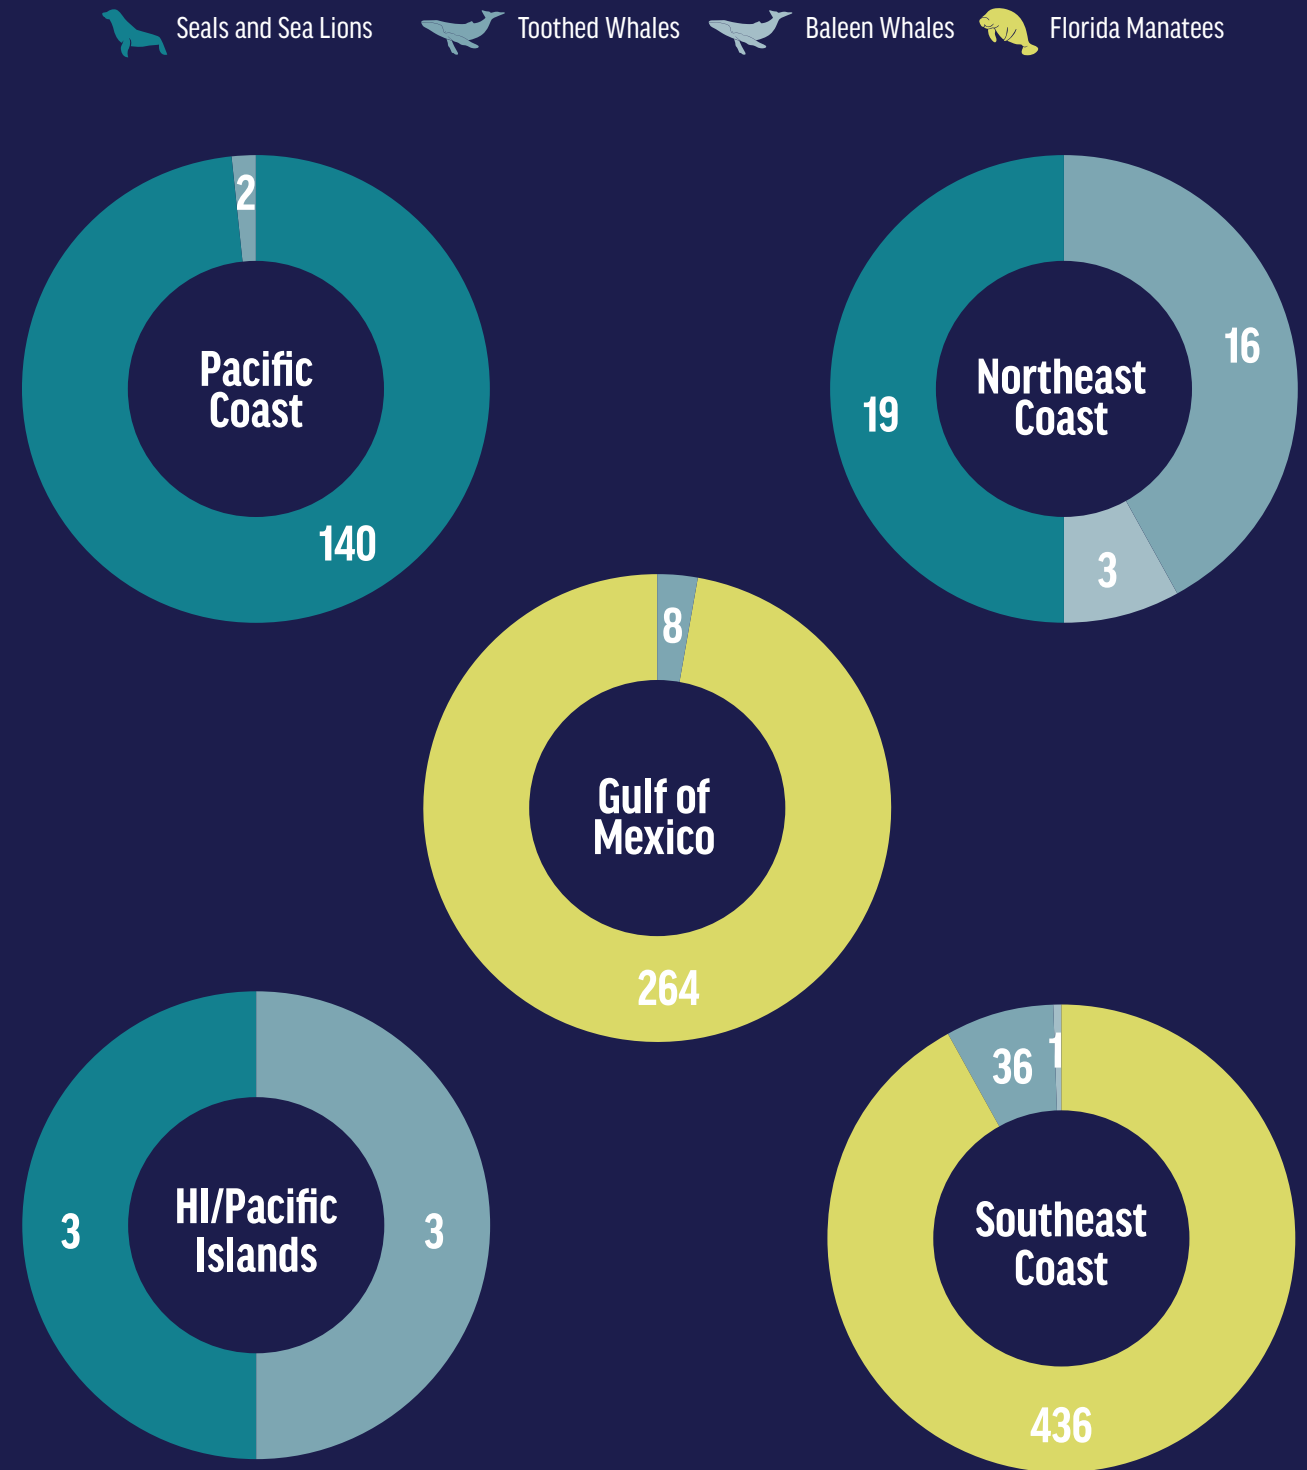 Seals and Sea Lions
Toothed Whales
Baleen Whales
Florida Manatees
2
Pacific
Coast
140
16
Northeast
Coast
19
3
8
Gulf of
Mexico
264
HI/Pacific
Islands
3
3
36
1
Southeast
Coast
436